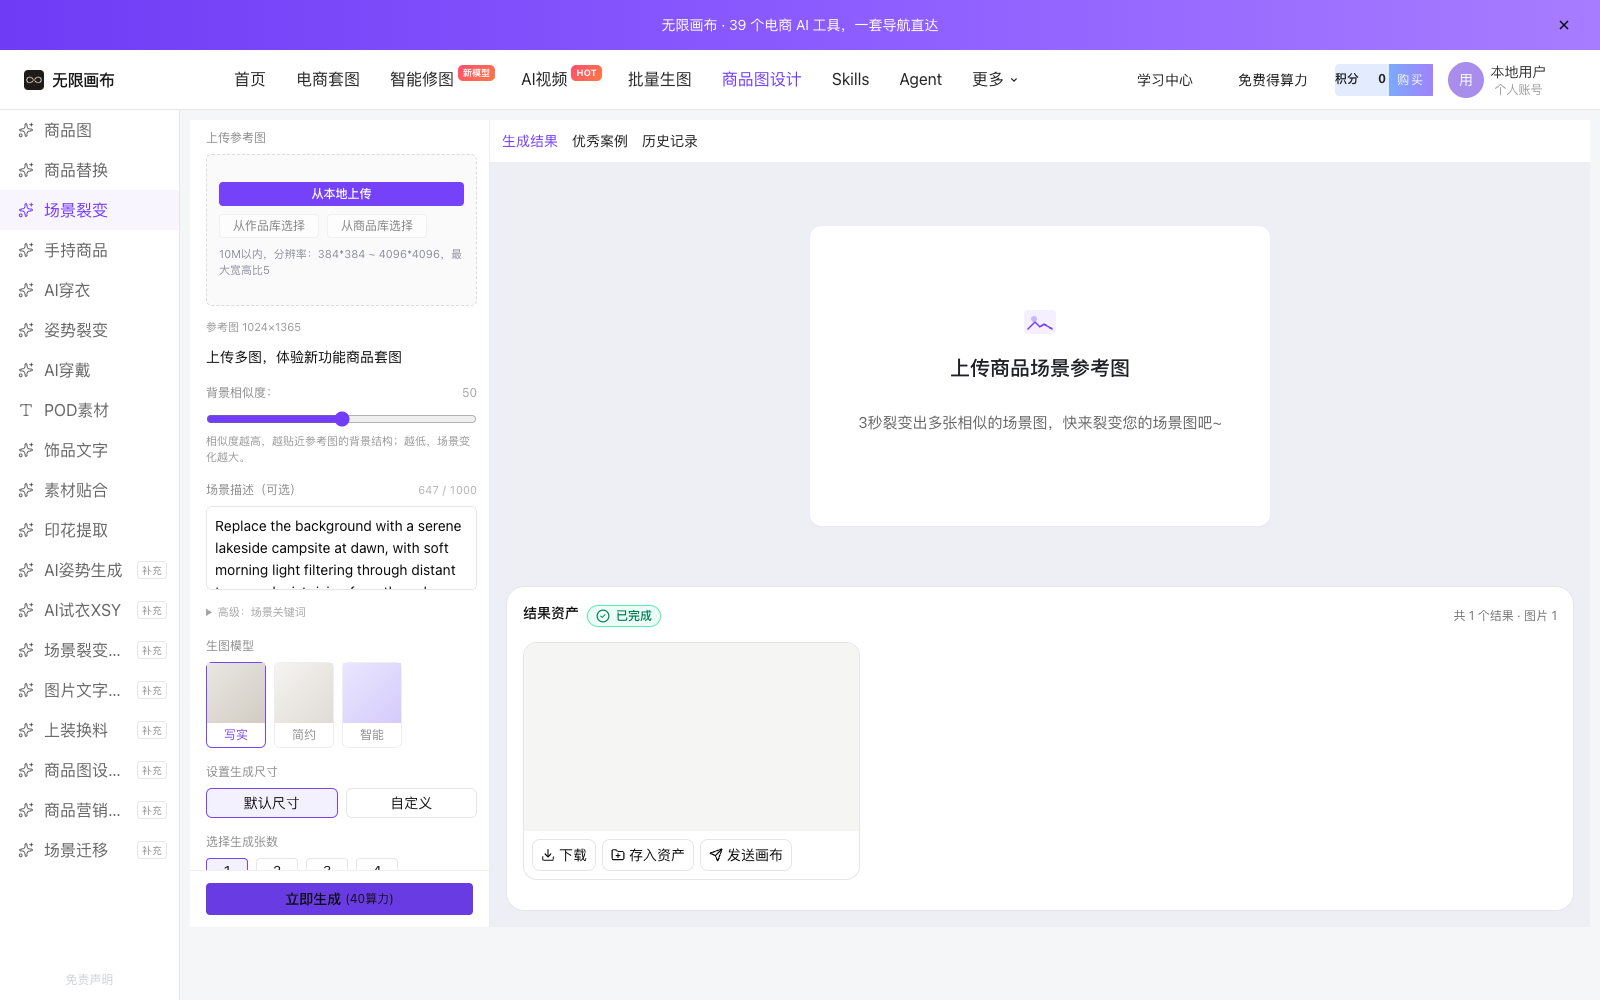 无限画布 · 39 个电商 AI 工具，一套导航直达
×
无限画布
首页
电商套图
智能修图
新模型
AI视频
HOT
批量生图
商品图设计
Skills
Agent
更多
学习中心
免费得算力
积分 0
购买
用
本地用户
个人账号
商品图
商品替换
场景裂变
手持商品
AI穿衣
姿势裂变
AI穿戴
POD素材
饰品文字
素材贴合
印花提取
AI姿势生成 补充
AI试衣XSY 补充
场景裂变... 补充
图片文字... 补充
上装换料 补充
商品图设... 补充
商品营销... 补充
场景迁移 补充
免责声明
上传参考图
从本地上传
从作品库选择
从商品库选择
10M以内，分辨率：384*384 ~ 4096*4096，最
大宽高比5
参考图 1024×1365
上传多图，体验新功能商品套图
背景相似度： 50
相似度越高，越贴近参考图的背景结构；越低，场景变
化越大。
场景描述（可选） 647 / 1000
Replace the background with a serene
lakeside campsite at dawn, with soft
morning light filtering through distant
高级：场景关键词
生图模型
写实
简约
智能
设置生成尺寸
默认尺寸
自定义
选择生成张数
1 2 3 4
立即生成 (40算力)
生成结果
优秀案例
历史记录
上传商品场景参考图
3秒裂变出多张相似的场景图，快来裂变您的场景图吧~
结果资产
已完成
共 1 个结果 · 图片 1
下载
存入资产
发送画布